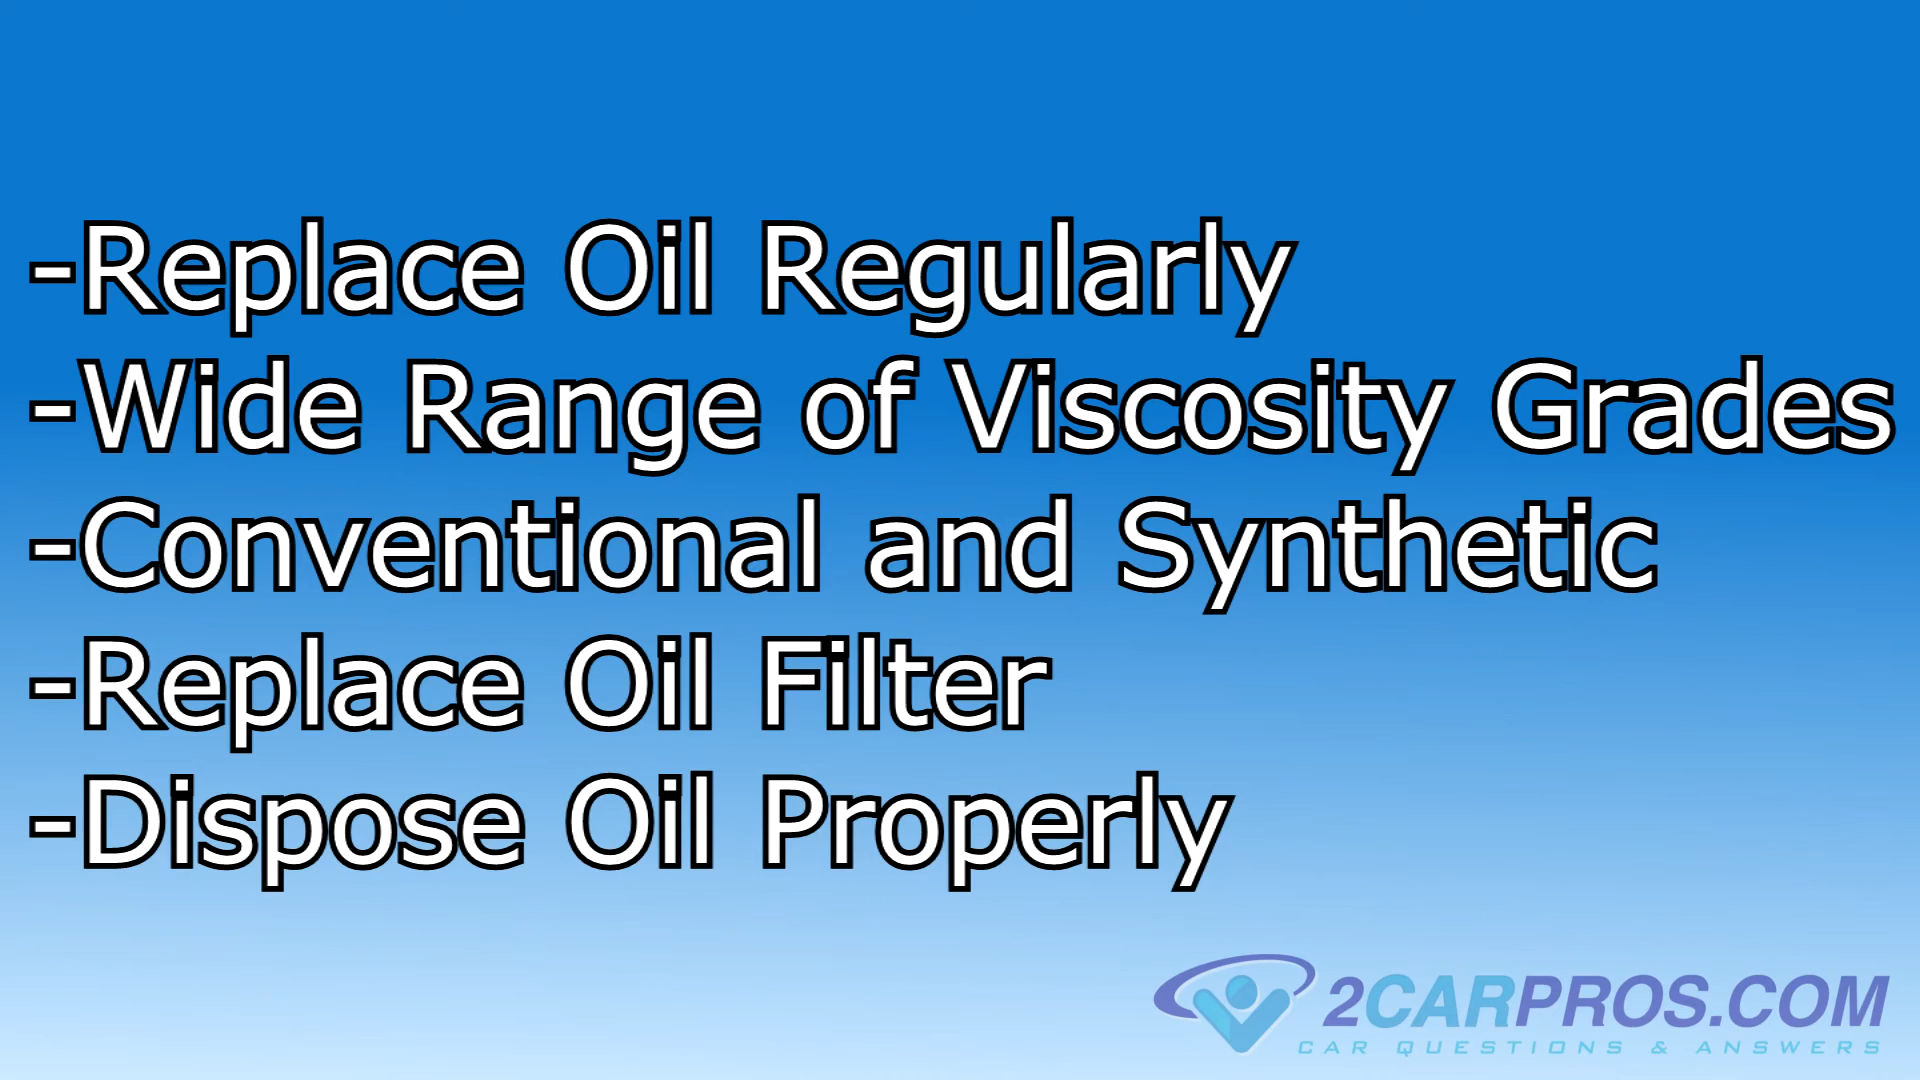 -Replace Oil Regularly
-Wide Range of Viscosity Grades
-Conventional and Synthetic
-Replace Oil Filter
-Dispose Oil Properly
2CARPROS.COM
CAR QUESTIONS & ANSWERS